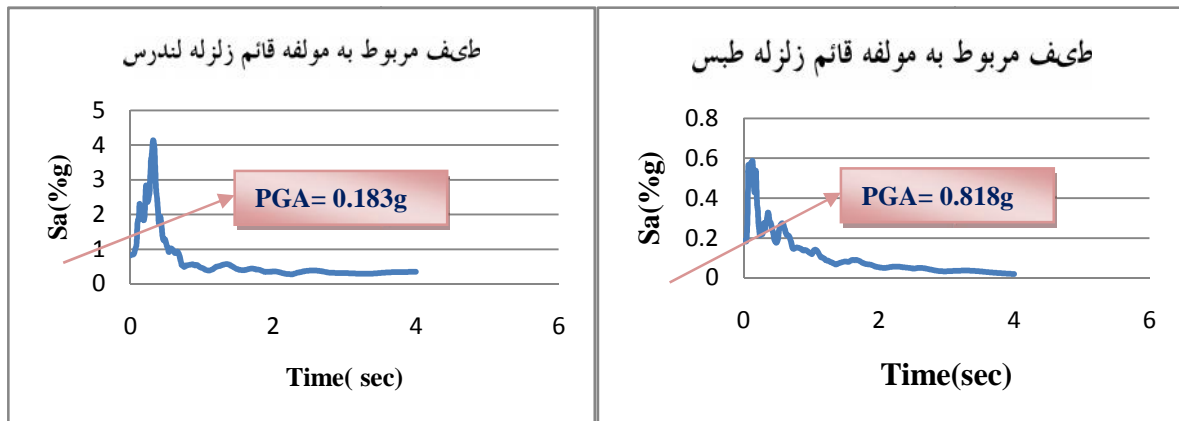 طیف مربوط به مولفه قائم زلزله لندرس
5
4
3
2
1
0
Sa(%g)
PGA= 0.183g
0 2 4 6
Time( sec)
طیف مربوط به مولفه قائم زلزله طبس
0.8
0.6
0.4
0.2
0
Sa(%g)
PGA= 0.818g
0 2 4 6
Time(sec)